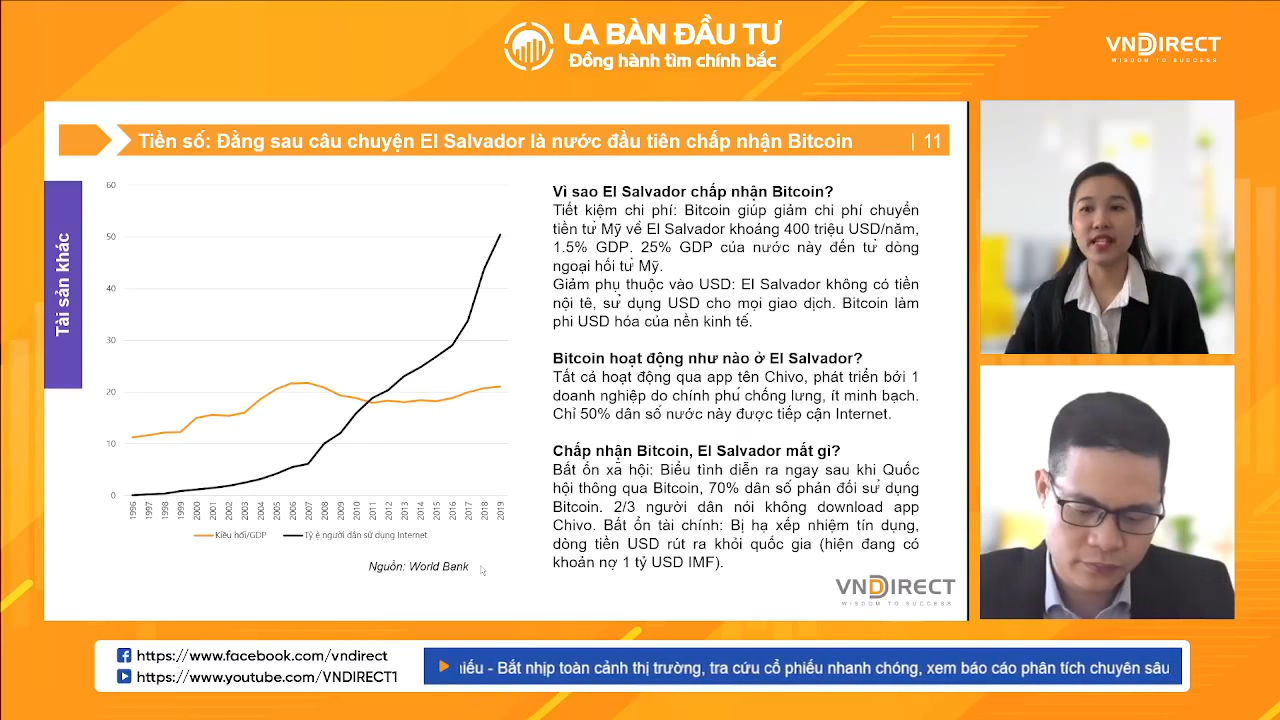 LA BÀN ĐẦU TƯ
Đồng hành tìm chính bắc
VNDIRECT
WISDOM TO SUCCESS
Tiền số: Đằng sau câu chuyện El Salvador là nước đầu tiên chấp nhận Bitcoin | 11
Tài sản khác
60
50
40
30
20
10
0
1996 1997 1998 1999 2000 2001 2002 2003 2004 2005 2006 2007 2008 2009 2010 2011 2012 2013 2014 2015 2016 2017 2018 2019
Kiều hối/GDP Tỷ ệ người dân sử dụng Internet
Nguồn: World Bank
Vì sao El Salvador chấp nhận Bitcoin?
Tiết kiệm chi phí: Bitcoin giúp giảm chi phí chuyển
tiền từ Mỹ về El Salvador khoảng 400 triệu USD/năm,
1.5% GDP. 25% GDP của nước này đến từ dòng
ngoại hối từ Mỹ.
Giảm phụ thuộc vào USD: El Salvador không có tiền
nội tê, sử dụng USD cho mọi giao dịch. Bitcoin làm
phi USD hóa của nền kinh tế.
Bitcoin hoạt động như nào ở El Salvador?
Tất cả hoạt động qua app tên Chivo, phát triển bởi 1
doanh nghiệp do chính phủ chống lưng, ít minh bạch.
Chỉ 50% dân số nước này được tiếp cận Internet.
Chấp nhận Bitcoin, El Salvador mất gì?
Bất ổn xã hội: Biểu tình diễn ra ngay sau khi Quốc
hội thông qua Bitcoin, 70% dân số phản đối sử dụng
Bitcoin. 2/3 người dân nói không download app
Chivo. Bất ổn tài chính: Bị hạ xếp nhiệm tín dụng,
dòng tiền USD rút ra khỏi quốc gia (hiện đang có
khoản nợ 1 tỷ USD IMF).
VNDIRECT
WISDOM TO SUCCESS
https://www.facebook.com/vndirect
https://www.youtube.com/VNDIRECT1
hiếu - Bắt nhịp toàn cảnh thị trường, tra cứu cổ phiếu nhanh chóng, xem báo cáo phân tích chuyên sâu